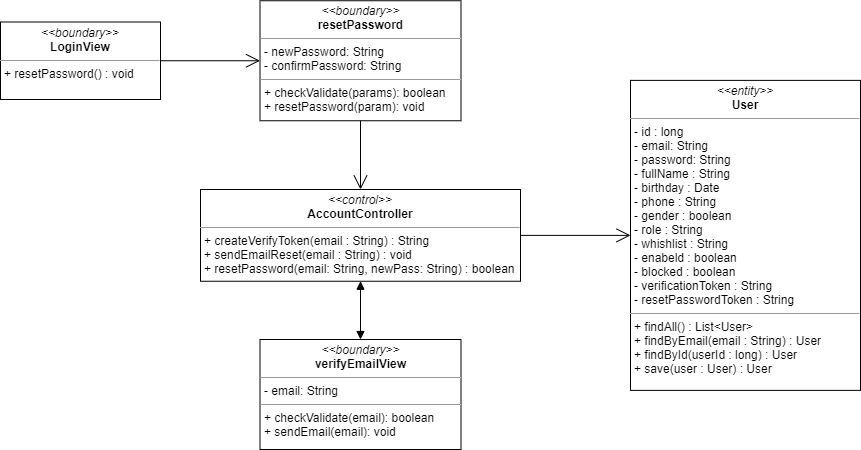 <<boundary>>
LoginView
+ resetPassword() : void
<<boundary>>
resetPassword
- newPassword: String
- confirmPassword: String
+ checkValidate(params): boolean
+ resetPassword(param): void
<<control>>
AccountController
+ createVerifyToken(email : String) : String
+ sendEmailReset(email : String) : void
+ resetPassword(email: String, newPass: String) : boolean
<<boundary>>
verifyEmailView
- email: String
+ checkValidate(email): boolean
+ sendEmail(email): void
<<entity>>
User
- id : long
- email: String
- password: String
- fullName : String
- birthday : Date
- phone : String
- gender : boolean
- role : String
- whishlist : String
- enabeld : boolean
- blocked : boolean
- verificationToken : String
- resetPasswordToken : String
+ findAll() : List<User>
+ findByEmail(email : String) : User
+ findById(userId : long) : User
+ save(user : User) : User